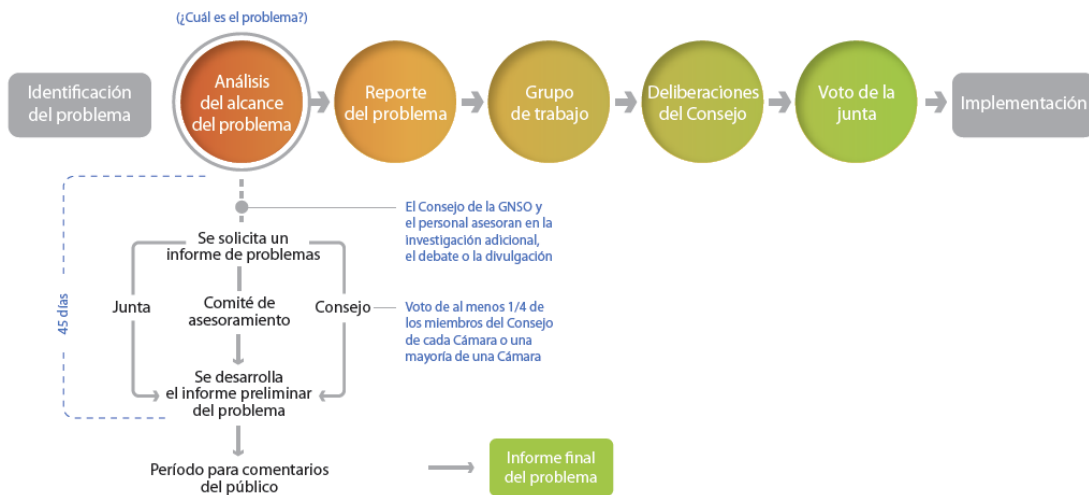 (¿Cuál es el problema?)
Identificación
del problema
Análisis
del alcance
del problema
Reporte
del problema
Grupo
de trabajo
Deliberaciones
del Consejo
Voto de la
junta
Implementación
45 días
El Consejo de la GNSO y
el personal asesoran en la
investigación adicional,
el debate o la divulgación
Se solicita un
informe de problemas
Junta
Comité de
asesoramiento
Consejo
Voto de al menos 1/4 de
los miembros del Consejo
de cada Cámara o una
mayoría de una Cámara
Se desarrolla
el informe preliminar
del problema
Período para comentarios
del público
Informe final
del problema